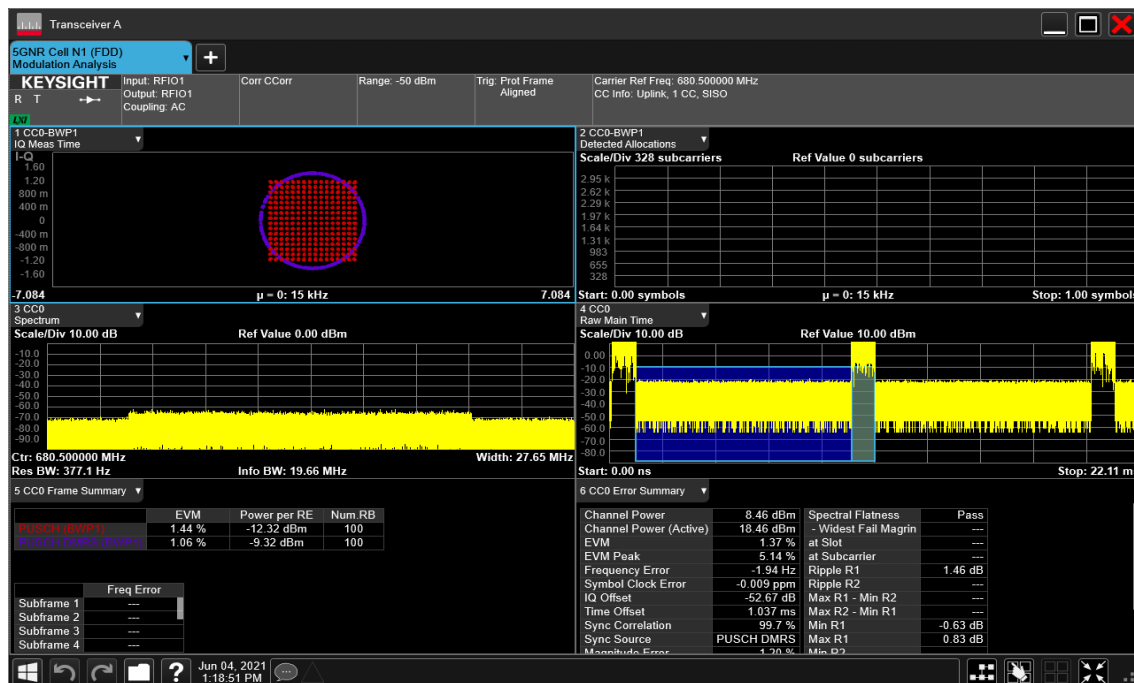 Transceiver A
5GNR Cell N1 (FDD)
Modulation Analysis
+
KEYSIGHT
R T
LXI
Input: RFIO1
Output: RFIO1
Coupling: AC
Corr CCorr
Range: -50 dBm
Trig: Prot Frame
Aligned
Carrier Ref Freq: 680.500000 MHz
CC Info: Uplink, 1 CC, SISO
1 CC0-BWP1
IQ Meas Time
I-Q
1.60
1.20
800 m
400 m
0
-400 m
-800 m
-1.20
-1.60
-7.084 µ = 0: 15 kHz 7.084
2 CC0-BWP1
Detected Allocations
Scale/Div 328 subcarriers Ref Value 0 subcarriers
2.95 k
2.62 k
2.29 k
1.97 k
1.64 k
1.31 k
983
655
328
Start: 0.00 symbols µ = 0: 15 kHz Stop: 1.00 symbols
3 CC0
Spectrum
Scale/Div 10.00 dB Ref Value 0.00 dBm
-10.0
-20.0
-30.0
-40.0
-50.0
-60.0
-70.0
-80.0
-90.0
Ctr: 680.500000 MHz Width: 27.65 MHz
Res BW: 377.1 Hz Info BW: 19.66 MHz
4 CC0
Raw Main Time
Scale/Div 10.00 dB Ref Value 10.00 dBm
0.00
-10.0
-20.0
-30.0
-40.0
-50.0
-60.0
-70.0
-80.0
Start: 0.00 ns Stop: 22.11 m
5 CC0 Frame Summary
EVM Power per RE Num.RB
PUSCH (BWP1) 1.44 % -12.32 dBm 100
PUSCH DMRS (BWP1) 1.06 % -9.32 dBm 100
Freq Error
Subframe 1 ---
Subframe 2 ---
Subframe 3 ---
Subframe 4 ---
6 CC0 Error Summary
Channel Power 8.46 dBm Spectral Flatness Pass
Channel Power (Active) 18.46 dBm - Widest Fail Magrin ---
EVM 1.37 % at Slot ---
EVM Peak 5.14 % at Subcarrier ---
Frequency Error -1.94 Hz Ripple R1 1.46 dB
Symbol Clock Error -0.009 ppm Ripple R2 ---
IQ Offset -52.67 dB Max R1 - Min R2 ---
Time Offset 1.037 ms Max R2 - Min R1 ---
Sync Correlation 99.7 % Min R1 -0.63 dB
Sync Source PUSCH DMRS Max R1 0.83 dB
Magnitude Error 1.20 % Min R2 ---
?
Jun 04, 2021
1:18:51 PM